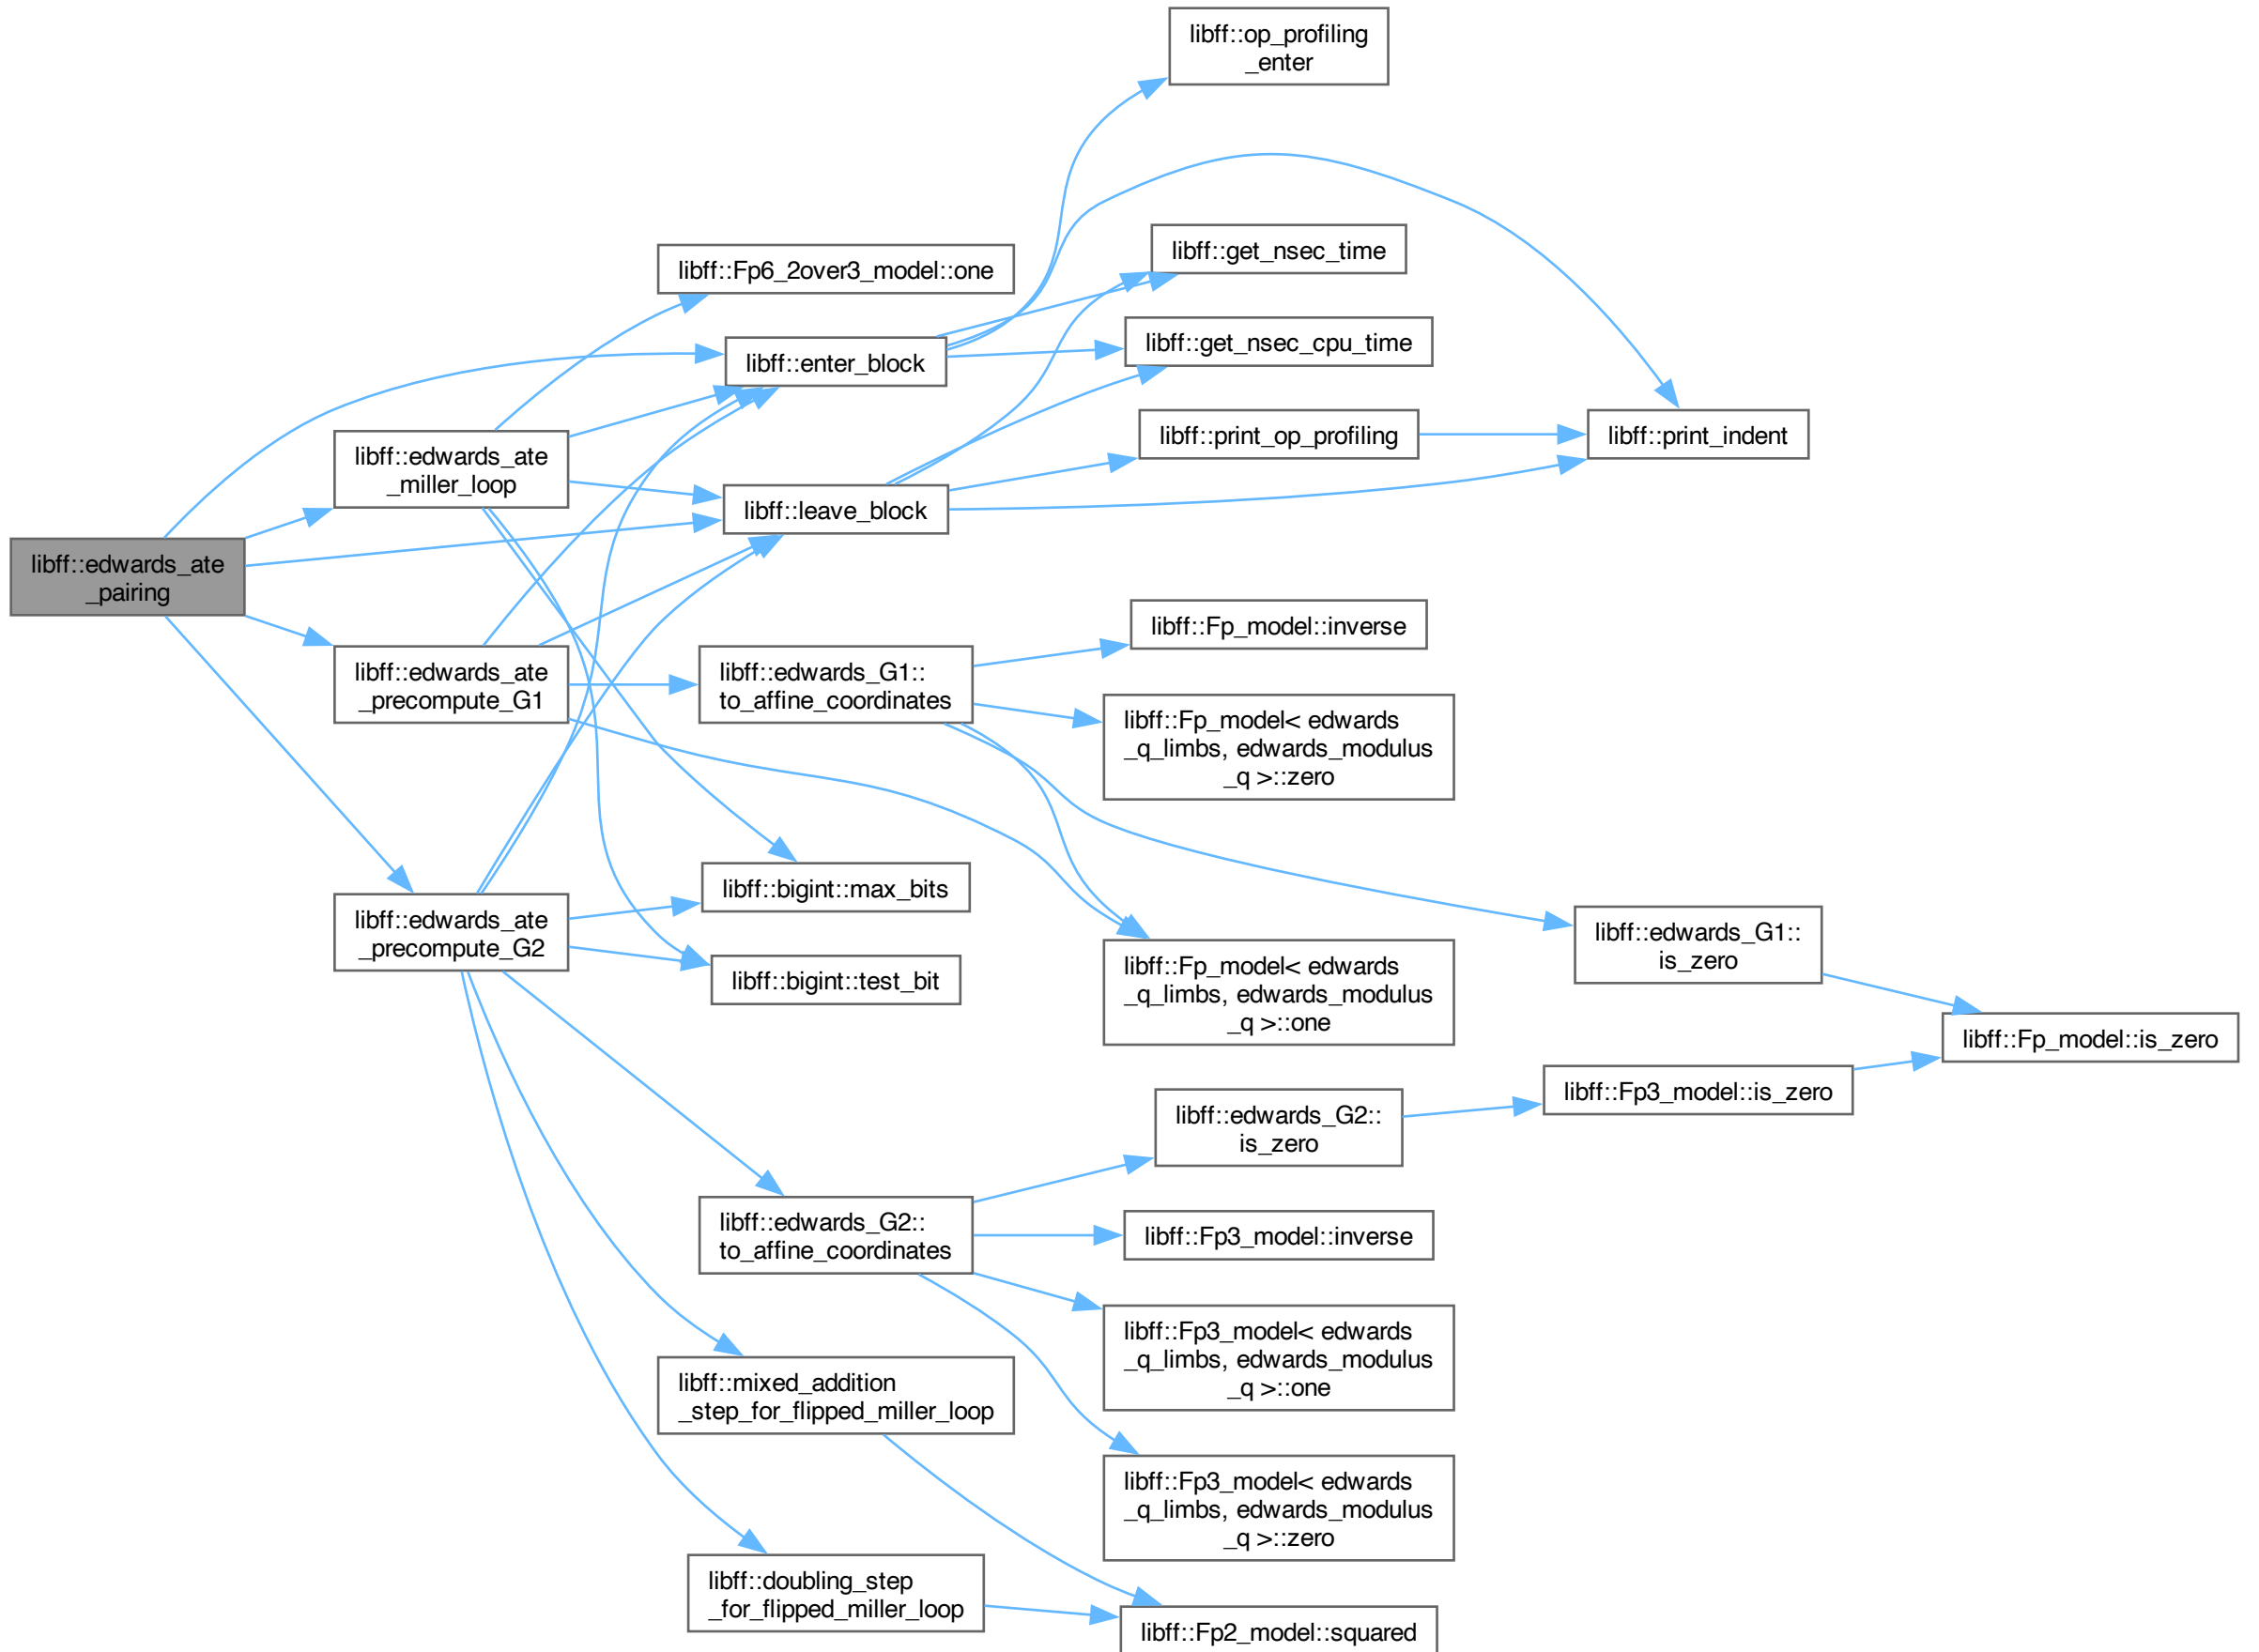 libff::op_profiling
_enter
libff::get_nsec_time
libff::Fp6_2over3_model::one
libff::enter_block
libff::get_nsec_cpu_time
libff::print_op_profiling
libff::print_indent
libff::edwards_ate
_miller_loop
libff::leave_block
libff::edwards_ate
_pairing
libff::Fp_model::inverse
libff::edwards_ate
_precompute_G1
libff::edwards_G1::
to_affine_coordinates
libff::Fp_model< edwards
_q_limbs, edwards_modulus
_q >::zero
libff::bigint::max_bits
libff::edwards_ate
_precompute_G2
libff::bigint::test_bit
libff::Fp_model< edwards
_q_limbs, edwards_modulus
_q >::one
libff::edwards_G1::
is_zero
libff::Fp_model::is_zero
libff::Fp3_model::is_zero
libff::edwards_G2::
is_zero
libff::edwards_G2::
to_affine_coordinates
libff::Fp3_model::inverse
libff::Fp3_model< edwards
_q_limbs, edwards_modulus
_q >::one
libff::mixed_addition
_step_for_flipped_miller_loop
libff::Fp3_model< edwards
_q_limbs, edwards_modulus
_q >::zero
libff::doubling_step
_for_flipped_miller_loop
libff::Fp2_model::squared